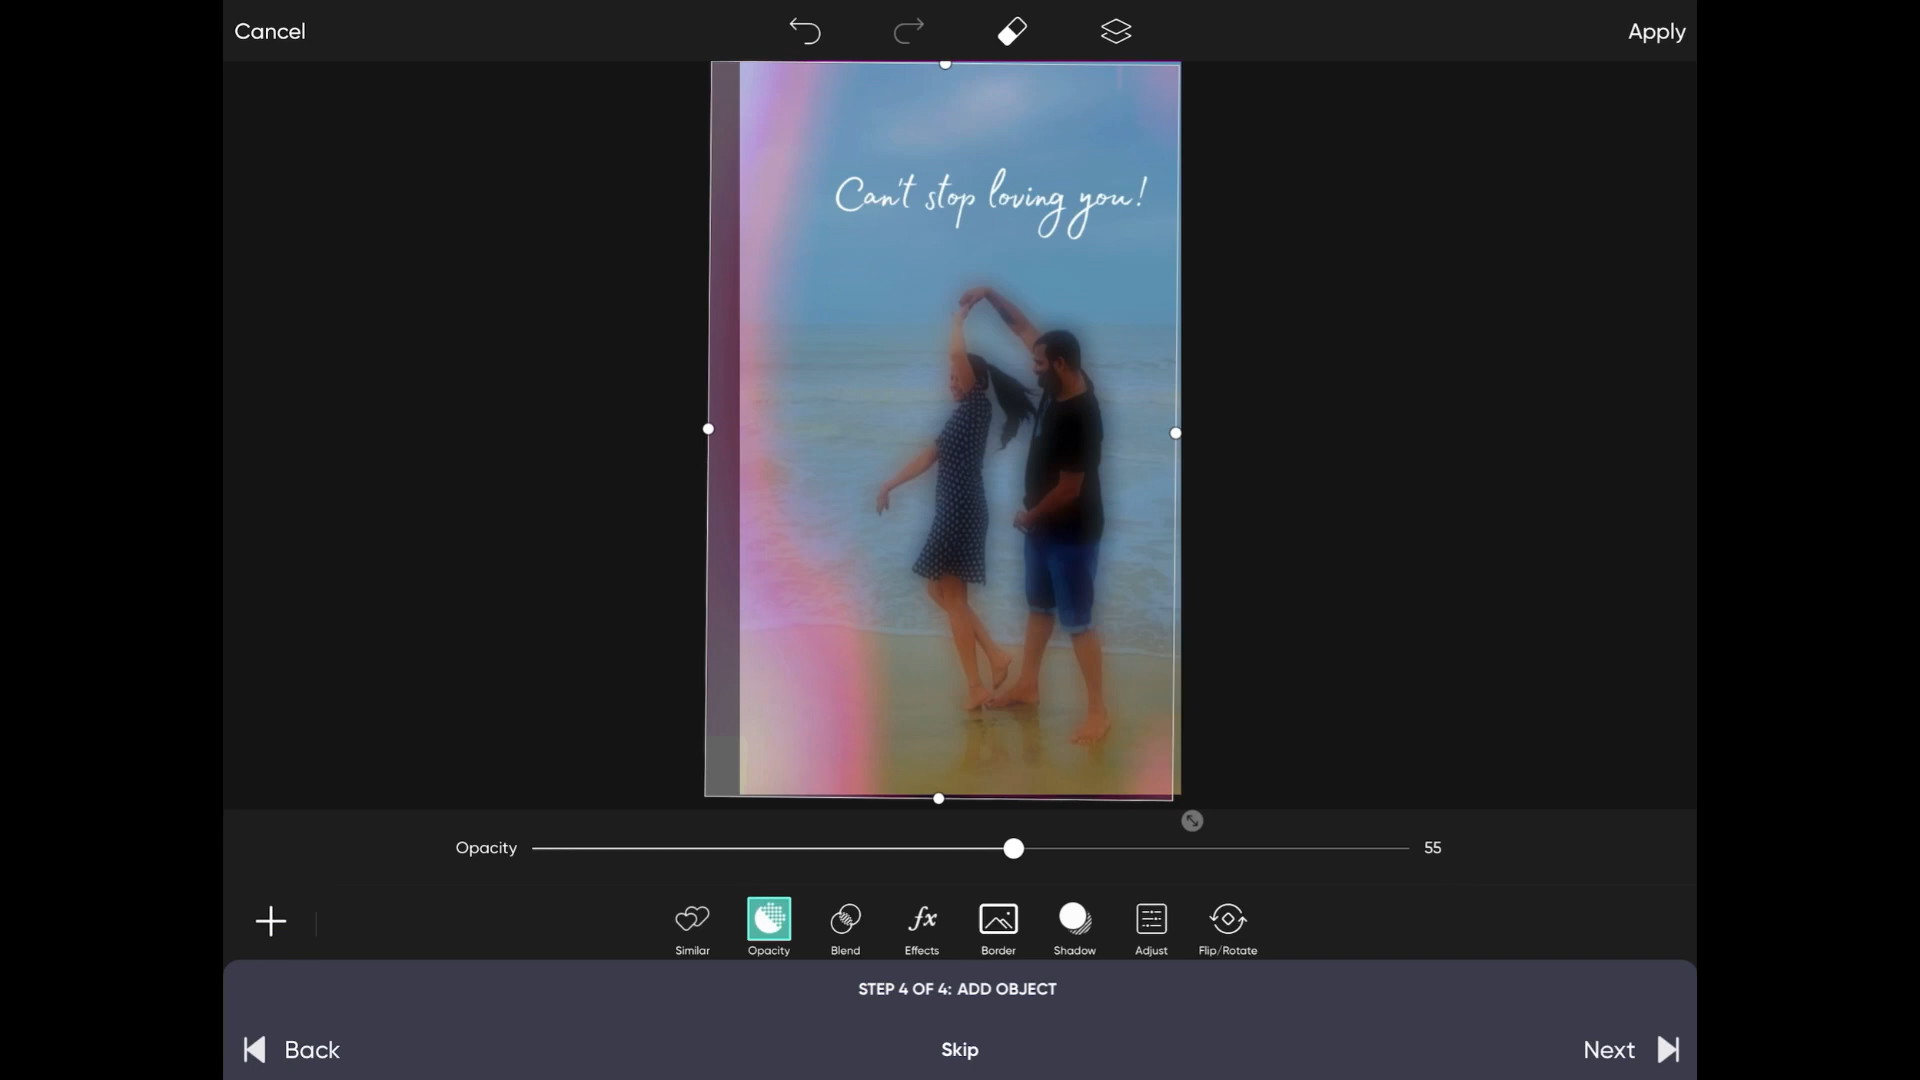 Cancel
Apply
Can't stop loving you!
Opacity
55
Similar
Opacity
Blend
fx
Effects
Border
Shadow
Adjust
Flip/Rotate
STEP 4 OF 4: ADD OBJECT
Back
Skip
Next